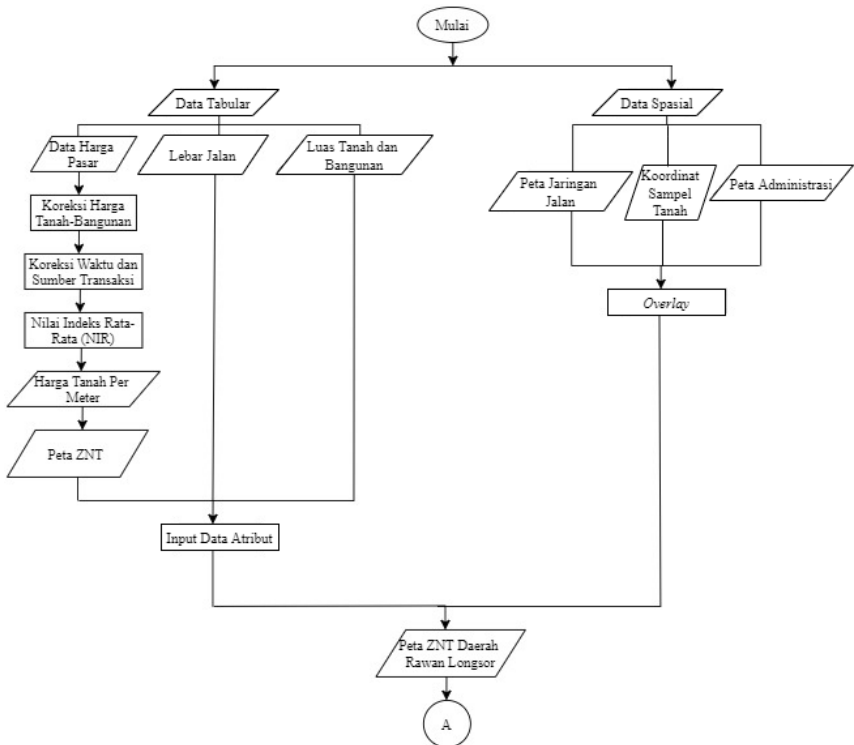 Mulai
Data Tabular
Data Spasial
Data Harga
Pasar
Lebar Jalan
Luas Tanah dan
Bangunan
Peta Jaringan
Jalan
Koordinat
Sampel
Tanah
Peta Administrasi
Koreksi Harga
Tanah-Bangunan
Koreksi Waktu dan
Sumber Transaksi
Nilai Indeks Rata-
Rata (NIR)
Harga Tanah Per
Meter
Peta ZNT
Overlay
Input Data Atribut
Peta ZNT Daerah
Rawan Longsor
A